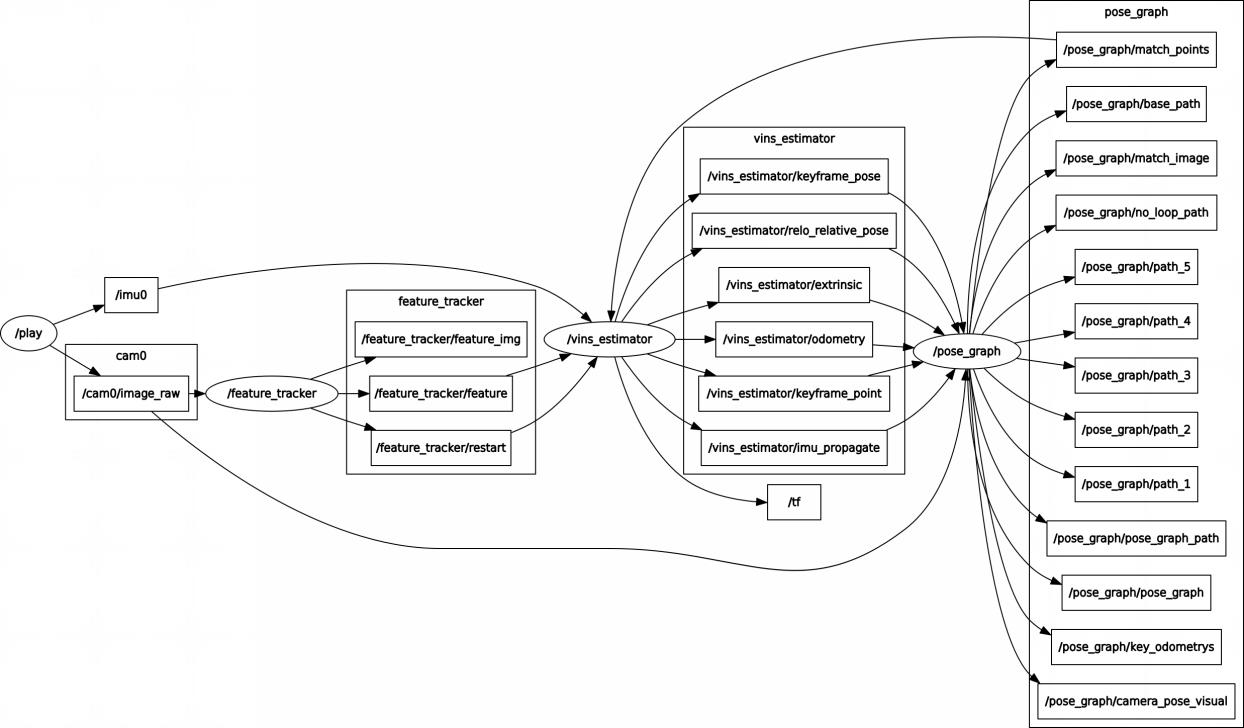 /play
/imu0
cam0
/cam0/image_raw
/feature_tracker
feature_tracker
/feature_tracker/feature_img
/feature_tracker/feature
/feature_tracker/restart
/vins_estimator
vins_estimator
/vins_estimator/keyframe_pose
/vins_estimator/relo_relative_pose
/vins_estimator/extrinsic
/vins_estimator/odometry
/vins_estimator/keyframe_point
/vins_estimator/imu_propagate
/tf
/pose_graph
pose_graph
/pose_graph/match_points
/pose_graph/base_path
/pose_graph/match_image
/pose_graph/no_loop_path
/pose_graph/path_5
/pose_graph/path_4
/pose_graph/path_3
/pose_graph/path_2
/pose_graph/path_1
/pose_graph/pose_graph_path
/pose_graph/pose_graph
/pose_graph/key_odometrys
/pose_graph/camera_pose_visual